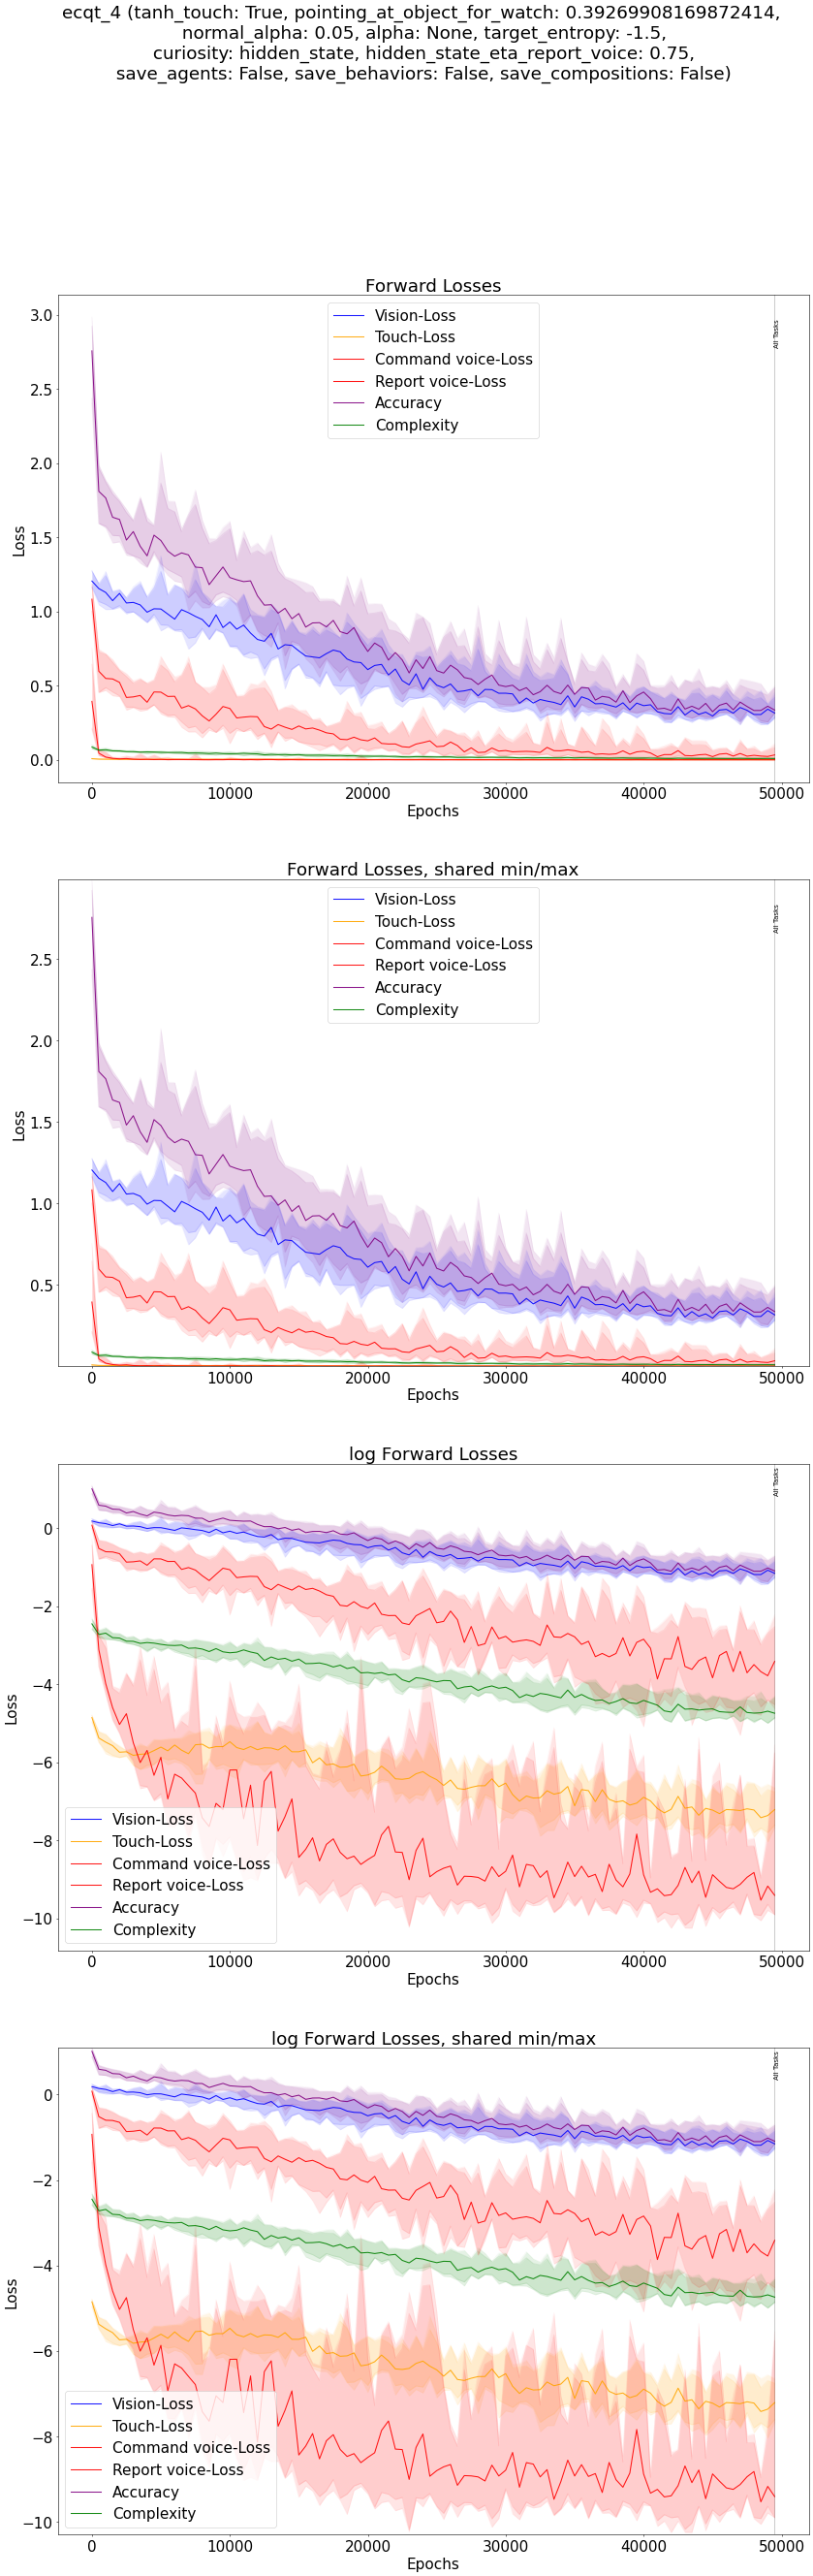 ecqt_4 (tanh_touch: True, pointing_at_object_for_watch: 0.39269908169872414,
normal_alpha: 0.05, alpha: None, target_entropy: -1.5,
curiosity: hidden_state, hidden_state_eta_report_voice: 0.75,
save_agents: False, save_behaviors: False, save_compositions: False)
Forward Losses
Vision-Loss
Touch-Loss
Command voice-Loss
Report voice-Loss
Accuracy
Complexity
All Tasks
3.0
2.5
2.0
1.5
1.0
0.5
0.0
Loss
0 10000 20000 30000 40000 50000
Epochs
Forward Losses, shared min/max
Vision-Loss
Touch-Loss
Command voice-Loss
Report voice-Loss
Accuracy
Complexity
All Tasks
2.5
2.0
1.5
1.0
0.5
Loss
0 10000 20000 30000 40000 50000
Epochs
log Forward Losses
All Tasks
0
−2
−4
−6
−8
−10
Loss
Vision-Loss
Touch-Loss
Command voice-Loss
Report voice-Loss
Accuracy
Complexity
0 10000 20000 30000 40000 50000
Epochs
log Forward Losses, shared min/max
All Tasks
0
−2
−4
−6
−8
−10
Loss
Vision-Loss
Touch-Loss
Command voice-Loss
Report voice-Loss
Accuracy
Complexity
0 10000 20000 30000 40000 50000
Epochs